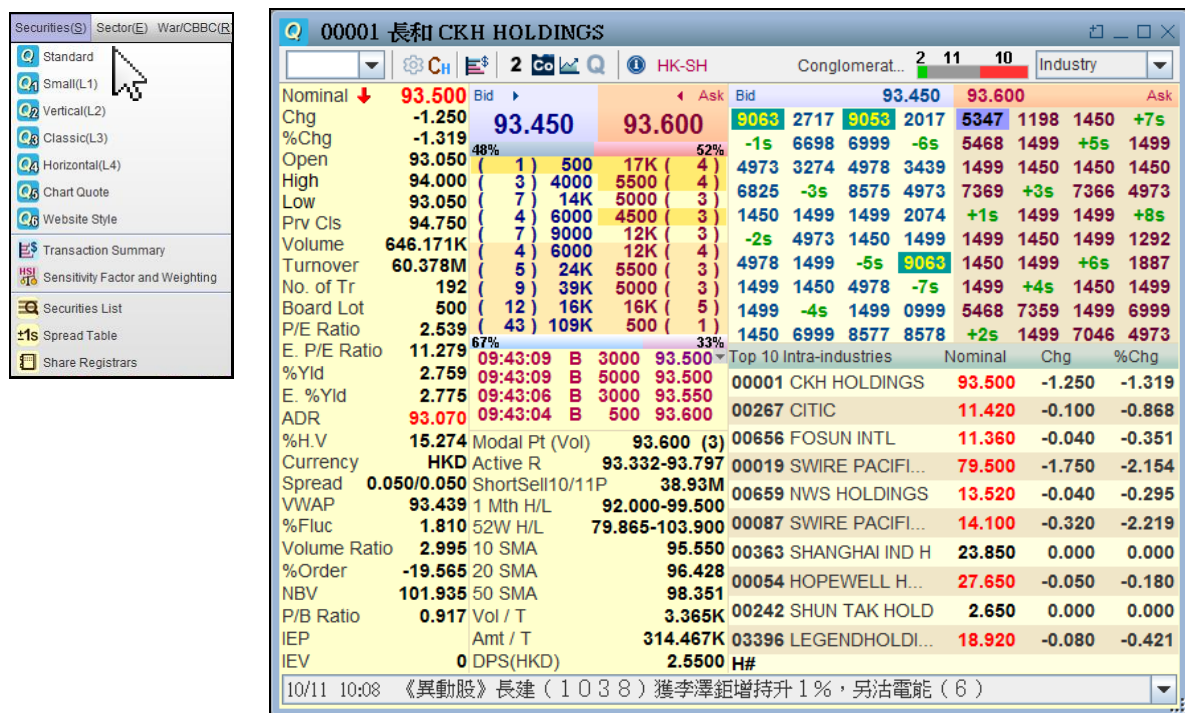 Securities(S) Sector(E) War/CBBC(R)
Standard
Small(L1)
Vertical(L2)
Classic(L3)
Horizontal(L4)
Chart Quote
Website Style
Transaction Summary
Sensitivity Factor and Weighting
Securities List
Spread Table
Share Registrars
00001 長和 CKH HOLDINGS
CH 2 Co Q HK-SH Conglomerat... 2 11 10 Industry
Nominal 93.500
Chg -1.250
%Chg -1.319
Open 93.050
High 94.000
Low 93.050
Prv Cls 94.750
Volume 646.171K
Turnover 60.378M
No. of Tr 192
Board Lot 500
P/E Ratio 2.539
E. P/E Ratio 11.279
%Yld 2.759
E. %Yld 2.775
ADR 93.070
%H.V 15.274
Currency HKD
Spread 0.050/0.050
VWAP 93.439
%Fluc 1.810
Volume Ratio 2.995
%Order -19.565
NBV 101.935
P/B Ratio 0.917
IEP
IEV 0
Bid Ask
93.450 93.600
48% 52%
( 1 ) 500 17K ( 4 )
( 3 ) 4000 5500 ( 4 )
( 7 ) 14K 5000 ( 3 )
( 4 ) 6000 4500 ( 3 )
( 7 ) 9000 12K ( 3 )
( 4 ) 6000 12K ( 4 )
( 5 ) 24K 5500 ( 3 )
( 9 ) 39K 5000 ( 3 )
( 12 ) 16K 16K ( 5 )
( 43 ) 109K 500 ( 1 )
67% 33%
09:43:09 B 3000 93.500
09:43:09 B 5000 93.500
09:43:06 B 3000 93.550
09:43:04 B 500 93.600
Modal Pt (Vol) 93.600 (3)
Active R 93.332-93.797
ShortSell10/11P 38.93M
1 Mth H/L 92.000-99.500
52W H/L 79.865-103.900
10 SMA 95.550
20 SMA 96.428
50 SMA 98.351
Vol / T 3.365K
Amt / T 314.467K
DPS(HKD) 2.5500
Bid 93.450 93.600 Ask
9063 2717 9053 2017 5347 1198 1450 +7s
-1s 6698 6999 -6s 5468 1499 +5s 1499
4973 3274 4978 3439 1499 1450 1450 1450
6825 -3s 8575 4973 7369 +3s 7366 4973
1450 1499 1499 2074 +1s 1499 1499 +8s
-2s 4973 1450 1499 1499 1450 1499 1292
4978 1499 -5s 9063 1450 1499 +6s 1887
1499 1450 4978 -7s 1499 +4s 1450 1499
1499 -4s 1499 0999 5468 7359 1499 6999
1450 6999 8577 8578 +2s 1499 7046 4973
Top 10 Intra-industries Nominal Chg %Chg
00001 CKH HOLDINGS 93.500 -1.250 -1.319
00267 CITIC 11.420 -0.100 -0.868
00656 FOSUN INTL 11.360 -0.040 -0.351
00019 SWIRE PACIFI... 79.500 -1.750 -2.154
00659 NWS HOLDINGS 13.520 -0.040 -0.295
00087 SWIRE PACIFI... 14.100 -0.320 -2.219
00363 SHANGHAI IND H 23.850 0.000 0.000
00054 HOPEWELL H... 27.650 -0.050 -0.180
00242 SHUN TAK HOLD 2.650 0.000 0.000
03396 LEGENDHOLDI... 18.920 -0.080 -0.421
H#
10/11 10:08 《異動股》長建（１０３８）獲李澤鉅增持升１％，另沽電能（６）